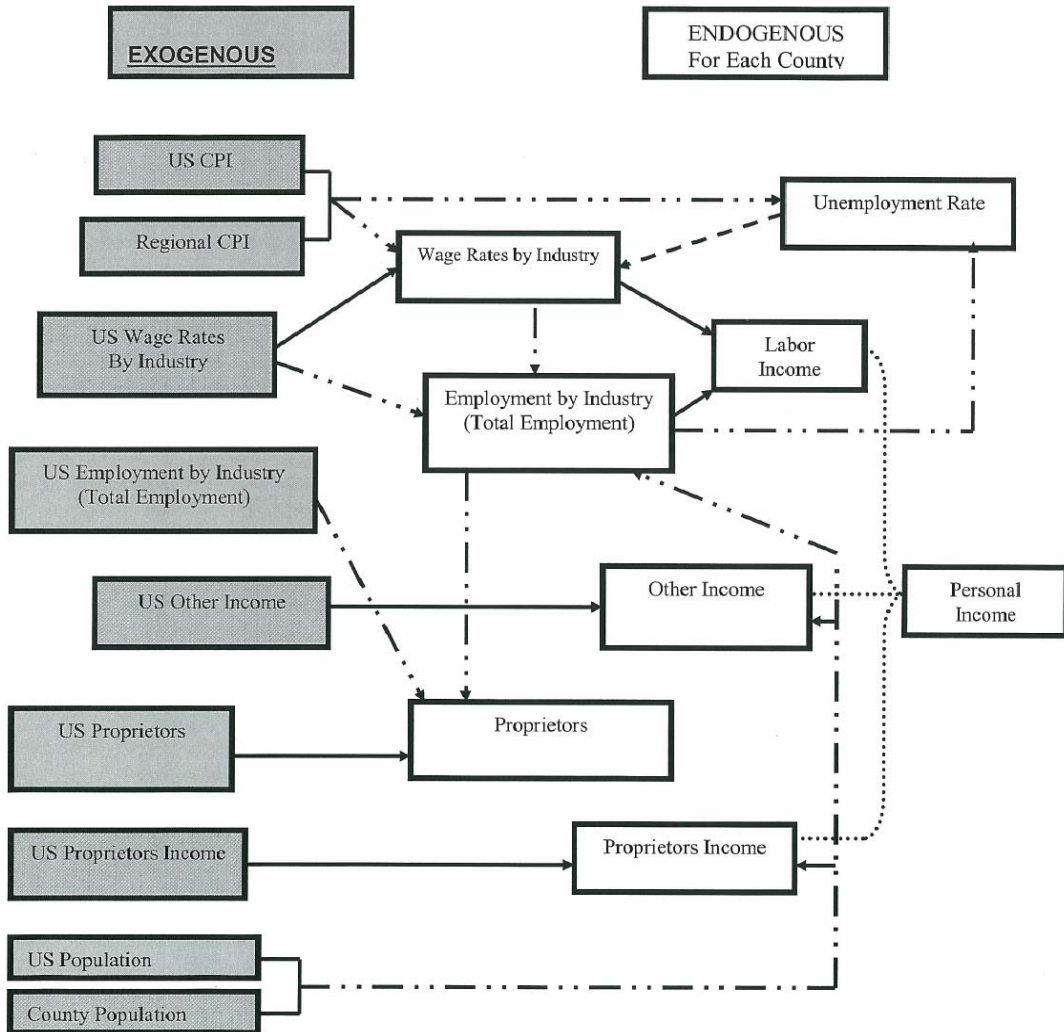 EXOGENOUS
ENDOGENOUS
For Each County
US CPI
Regional CPI
Unemployment Rate
Wage Rates by Industry
US Wage Rates
By Industry
Labor
Income
Employment by Industry
(Total Employment)
US Employment by Industry
(Total Employment)
US Other Income
Other Income
Personal
Income
US Proprietors
Proprietors
US Proprietors Income
Proprietors Income
US Population
County Population